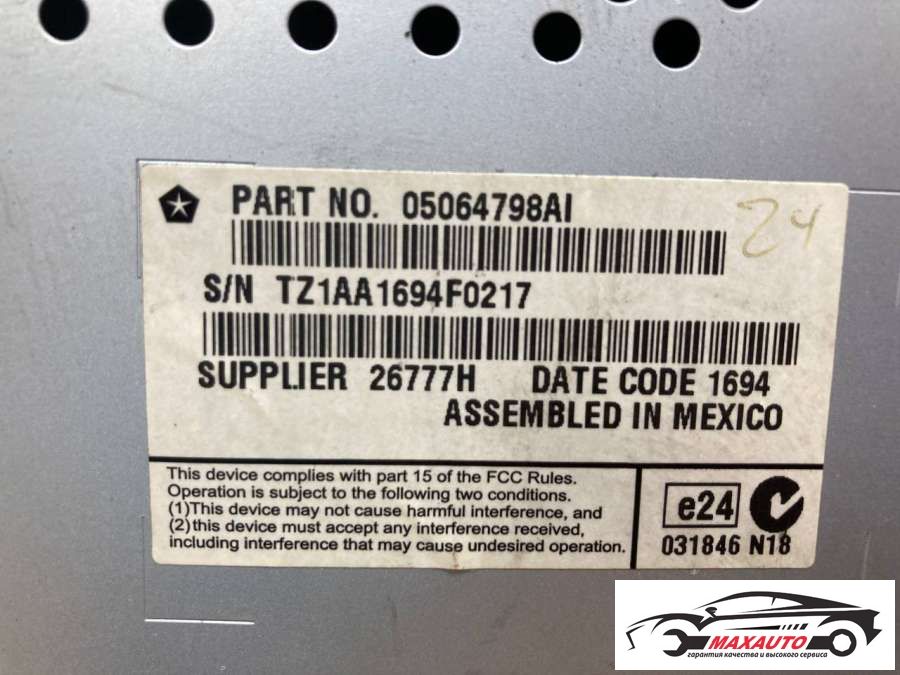 PART NO. 05064798AI
24
S/N TZ1AA1694F0217
SUPPLIER 26777H DATE CODE 1694
ASSEMBLED IN MEXICO
This device complies with part 15 of the FCC Rules.
Operation is subject to the following two conditions.
(1)This device may not cause harmful interference, and
(2)this device must accept any interference received,
including interference that may cause undesired operation.
e24
031846 N18
MAXAUTO
гарантия качества и высокого сервиса